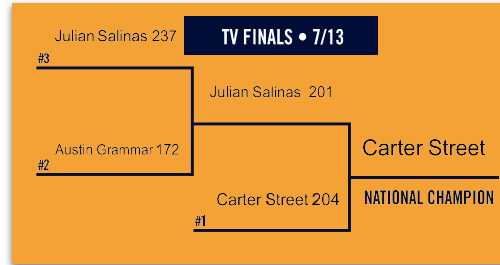 Julian Salinas 237
TV FINALS • 7/13
#3
Julian Salinas 201
Austin Grammar 172
#2
Carter Street
Carter Street 204
NATIONAL CHAMPION
#1